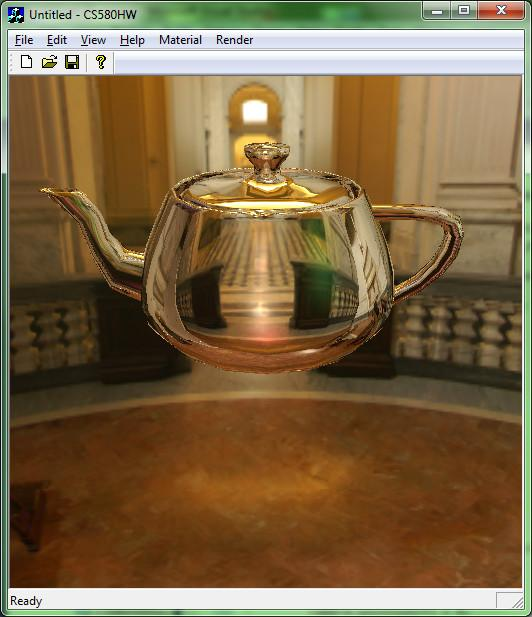 Untitled - CS580HW
File Edit View Help Material Render
Ready